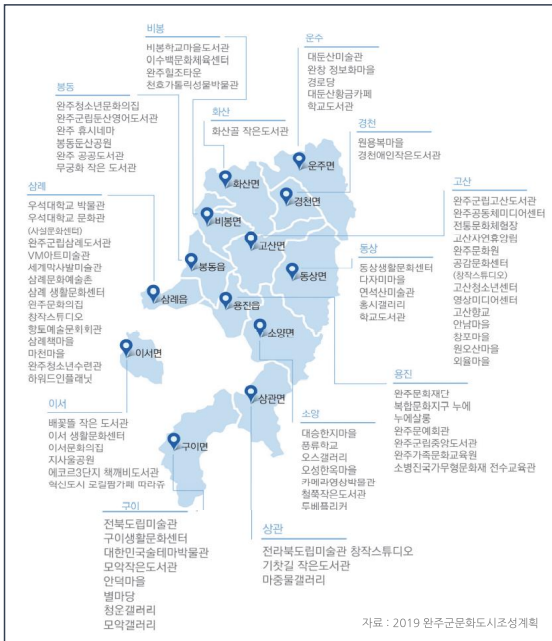 비봉
비봉학교마을도서관
이수백문화체육센터
완주힐조타운
천호가톨릭성물박물관
운주
대둔산미술관
완창 정보화마을
경로당
대둔산황금카페
학교도서관
봉동
완주청소년문화의집
완주군립둔산영어도서관
완주 휴시네마
봉동둔산공원
완주 공공도서관
무궁화 작은 도서관
화산
화산골 작은도서관
경천
원용복마을
경천애인작은도서관
삼례
우석대학교 박물관
우석대학교 문화관
(시설문화센터)
완주군립삼례도서관
VM아트미술관
세계막사발미술관
삼례문화예술촌
삼례 생활문화센터
완주문화의집
창작스튜디오
향토예술문화회관
삼례책마을
마천마을
완주청소년수련관
하워드인플래닛
고산
완주군립고산도서관
완주공동체미디어센터
전통문화체험장
고산자연휴양림
완주문화원
공감문화센터
(창작스튜디오)
고산청소년센터
영상미디어센터
고산향교
안남마을
창포마을
원오산마을
외율마을
동상
동상생활문화센터
다자미마을
연석산미술관
홍시갤러리
학교도서관
운주면
화산면
경천면
비봉면
고산면
봉동읍
동상면
삼례읍
용진읍
소양면
이서면
상관면
구이면
이서
배꽃뜰 작은 도서관
이서 생활문화센터
이서문화의집
지사울공원
에코르3단지 책깨비도서관
혁신도시 로컬평가페 따라쥬
소양
대승한지마을
풍류학교
오스갤러리
오성한옥마을
카메라영상박물관
철쭉작은도서관
두베플리커
용진
완주문화재단
복합문화지구 누에
누에살롱
완주문예회관
완주군립중앙도서관
완주가족문화교육원
소병진국가무형문화재 전수교육관
구이
전북도립미술관
구이생활문화센터
대한민국술테마박물관
모악작은도서관
안덕마을
별마당
청운갤러리
모악갤러리
상관
전라북도립미술관 창작스튜디오
기찻길 작은도서관
마중물갤러리
자료 : 2019 완주군문화도시조성계획